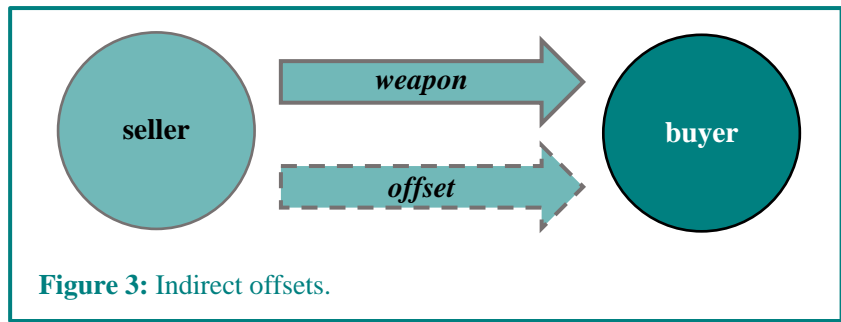 weapon
seller
buyer
offset
Figure 3: Indirect offsets.